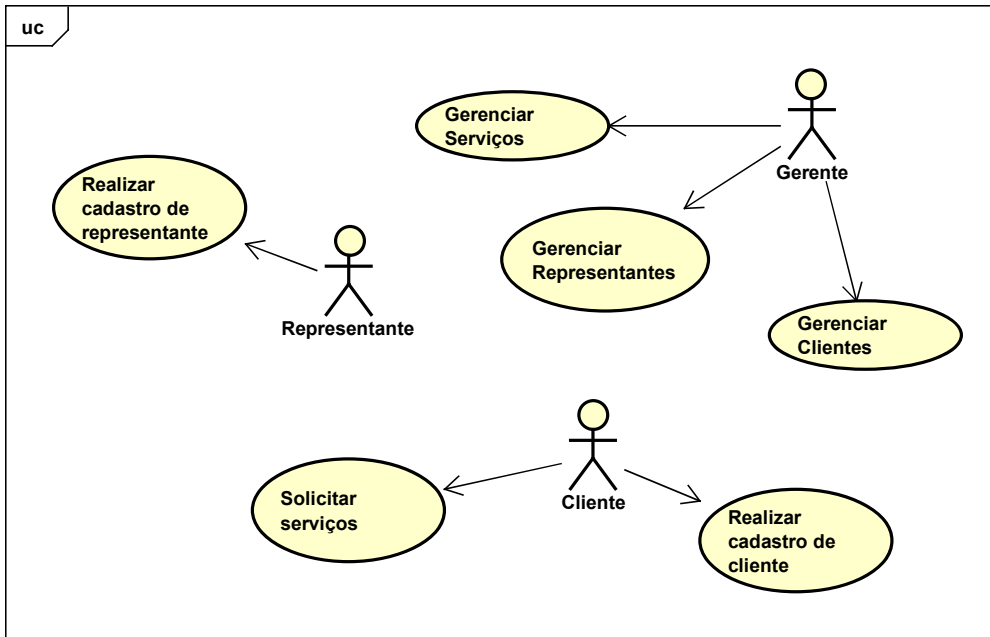 uc
Gerenciar
Serviços
Gerente
Realizar
cadastro de
representante
Gerenciar
Representantes
Representante
Gerenciar
Clientes
Solicitar
serviços
Cliente
Realizar
cadastro de
cliente